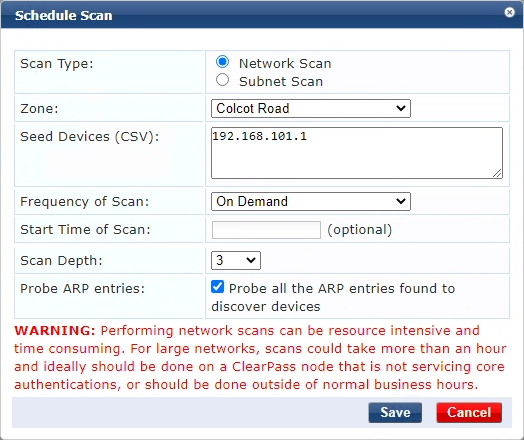 Schedule Scan
Scan Type:
Network Scan
Subnet Scan
Zone:
Colcot Road
Seed Devices (CSV):
192.168.101.1
Frequency of Scan:
On Demand
Start Time of Scan:
(optional)
Scan Depth:
3
Probe ARP entries:
Probe all the ARP entries found to
discover devices
WARNING: Performing network scans can be resource intensive and
time consuming. For large networks, scans could take more than an hour
and ideally should be done on a ClearPass node that is not servicing core
authentications, or should be done outside of normal business hours.
Save
Cancel